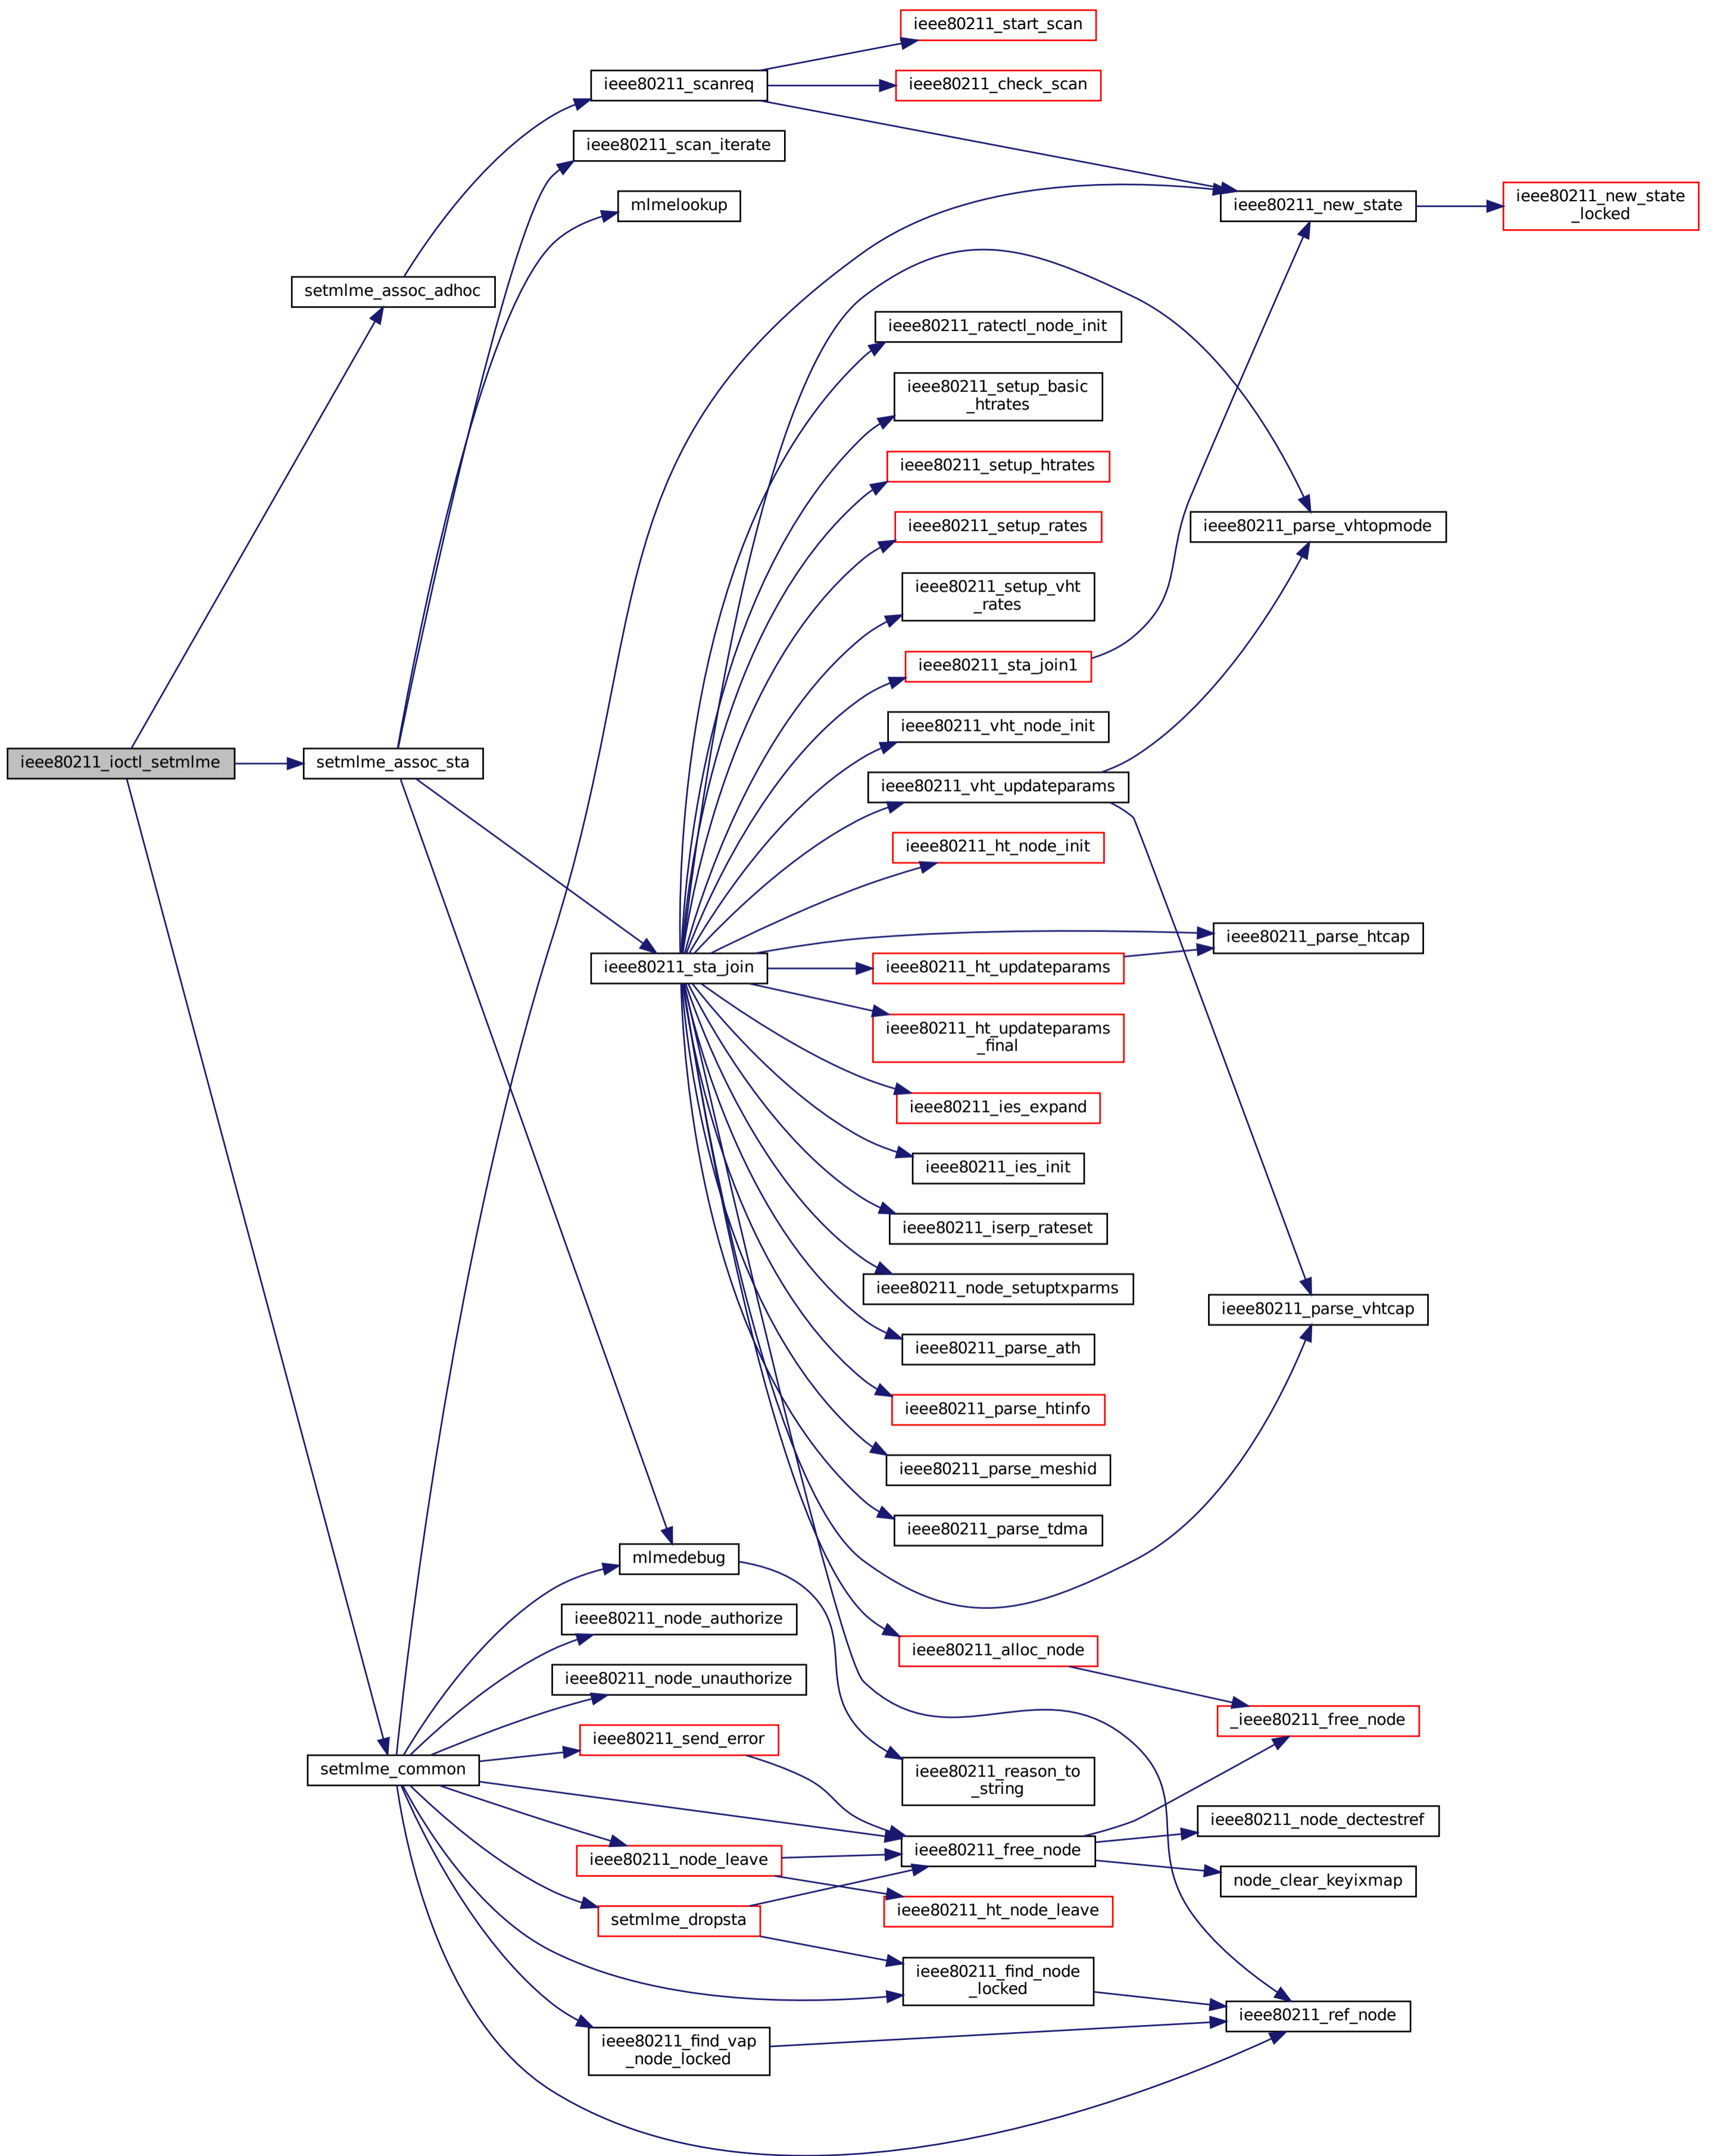 ieee80211_start_scan
ieee80211_scanreq
ieee80211_check_scan
ieee80211_scan_iterate
mlmelookup
ieee80211_new_state
ieee80211_new_state
_locked
setmlme_assoc_adhoc
ieee80211_ratectl_node_init
ieee80211_setup_basic
_htrates
ieee80211_setup_htrates
ieee80211_setup_rates
ieee80211_parse_vhtopmode
ieee80211_setup_vht
_rates
ieee80211_sta_join1
ieee80211_vht_node_init
ieee80211_ioctl_setmlme
setmlme_assoc_sta
ieee80211_vht_updateparams
ieee80211_ht_node_init
ieee80211_parse_htcap
ieee80211_sta_join
ieee80211_ht_updateparams
ieee80211_ht_updateparams
_final
ieee80211_ies_expand
ieee80211_ies_init
ieee80211_iserp_rateset
ieee80211_node_setuptxparms
ieee80211_parse_vhtcap
ieee80211_parse_ath
ieee80211_parse_htinfo
ieee80211_parse_meshid
ieee80211_parse_tdma
mlmedebug
ieee80211_node_authorize
ieee80211_alloc_node
ieee80211_node_unauthorize
_ieee80211_free_node
ieee80211_send_error
setmlme_common
ieee80211_reason_to
_string
ieee80211_node_dectestref
ieee80211_free_node
ieee80211_node_leave
node_clear_keyixmap
ieee80211_ht_node_leave
setmlme_dropsta
ieee80211_find_node
_locked
ieee80211_ref_node
ieee80211_find_vap
_node_locked